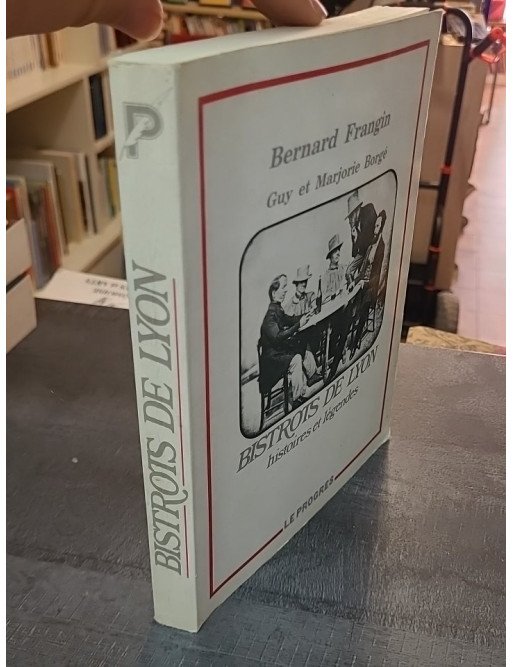 Bernard Frangin
Guy et Marjorie Borgé
BISTROTS DE LYON
histoires et légendes
LE PROGRES
P
BISTROTS DE LYON